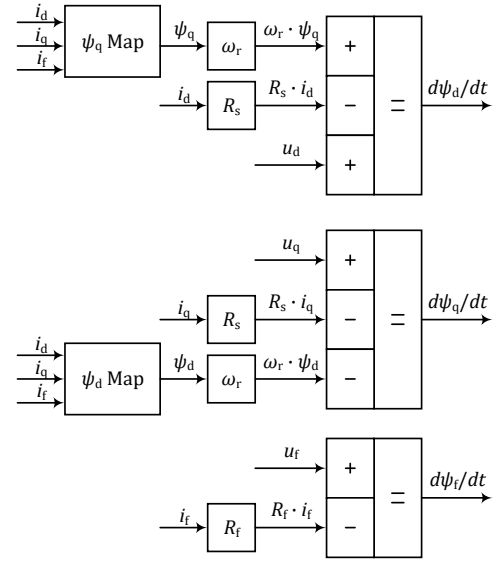 i_d
i_q
i_f
ψ_q Map
ψ_q
ω_r
ω_r · ψ_q
+
i_d
R_s
R_s · i_d
−
=
dψ_d/dt
u_d
+
u_q
+
i_q
R_s
R_s · i_q
−
=
dψ_q/dt
i_d
i_q
i_f
ψ_d Map
ψ_d
ω_r
ω_r · ψ_d
−
u_f
+
=
dψ_f/dt
i_f
R_f
R_f · i_f
−